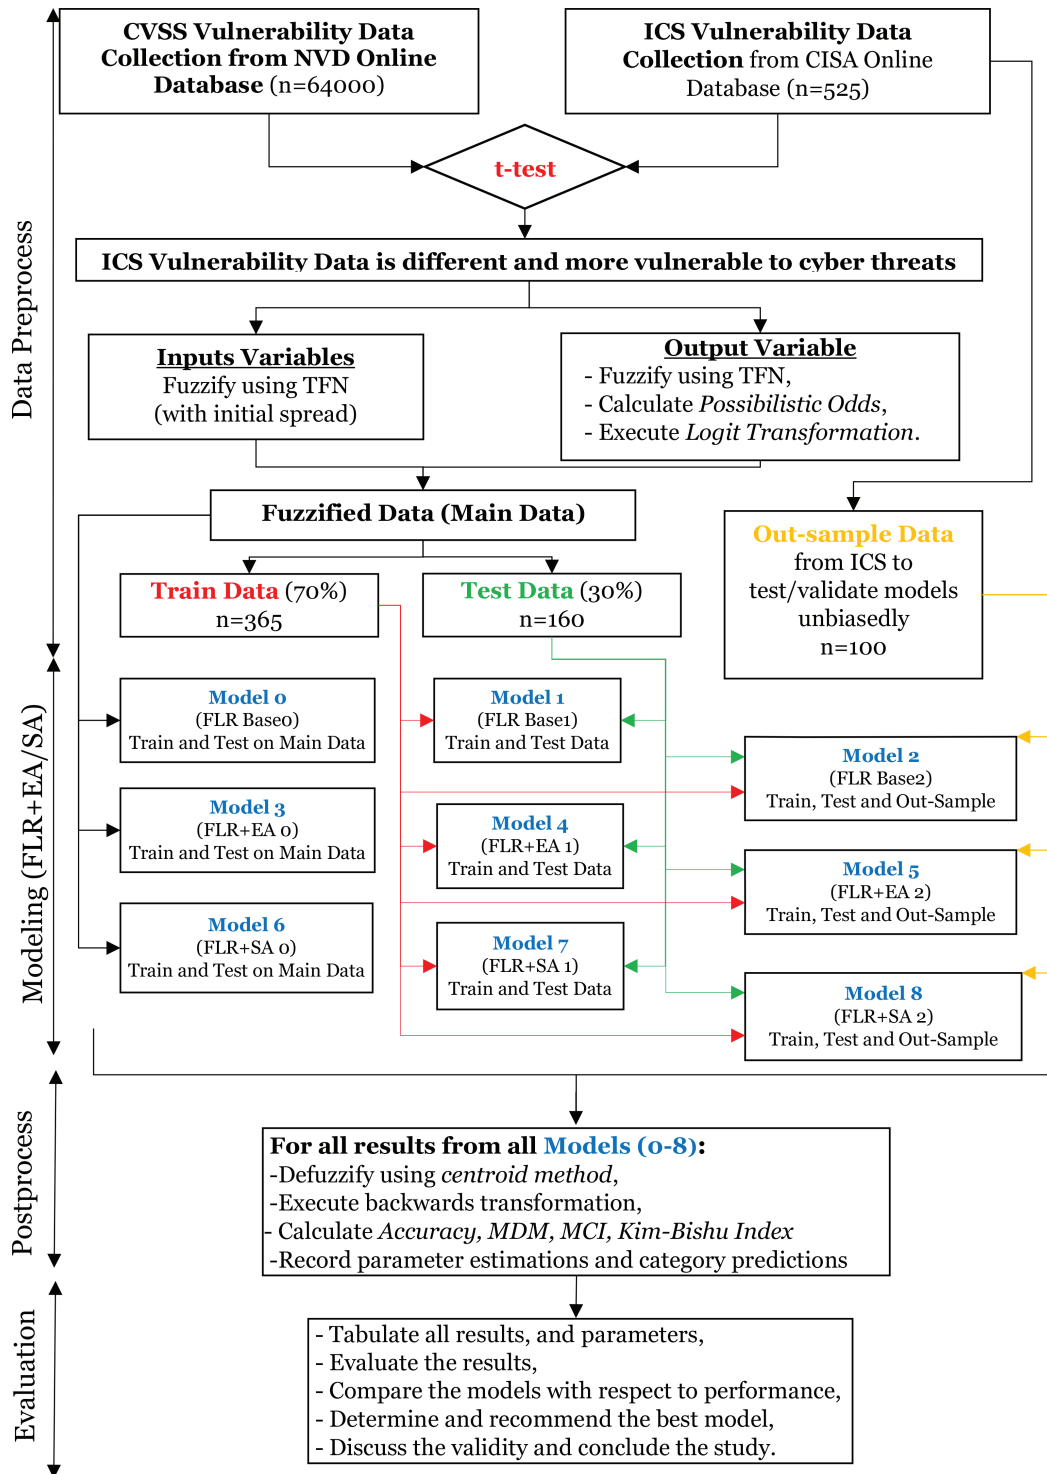 CVSS Vulnerability Data
Collection from NVD Online
Database (n=64000)
ICS Vulnerability Data
Collection from CISA Online
Database (n=525)
t-test
ICS Vulnerability Data is different and more vulnerable to cyber threats
Data Preprocess
Inputs Variables
Fuzzify using TFN
(with initial spread)
Output Variable
- Fuzzify using TFN,
- Calculate Possibilistic Odds,
- Execute Logit Transformation.
Fuzzified Data (Main Data)
Out-sample Data
from ICS to
test/validate models
unbiasedly
n=100
Train Data (70%)
n=365
Test Data (30%)
n=160
Modeling (FLR+EA/SA)
Model 0
(FLR Base0)
Train and Test on Main Data
Model 1
(FLR Base1)
Train and Test Data
Model 2
(FLR Base2)
Train, Test and Out-Sample
Model 3
(FLR+EA 0)
Train and Test on Main Data
Model 4
(FLR+EA 1)
Train and Test Data
Model 5
(FLR+EA 2)
Train, Test and Out-Sample
Model 6
(FLR+SA 0)
Train and Test on Main Data
Model 7
(FLR+SA 1)
Train and Test Data
Model 8
(FLR+SA 2)
Train, Test and Out-Sample
Postprocess
For all results from all Models (0-8):
-Defuzzify using centroid method,
-Execute backwards transformation,
- Calculate Accuracy, MDM, MCI, Kim-Bishu Index
-Record parameter estimations and category predictions
Evaluation
- Tabulate all results, and parameters,
- Evaluate the results,
- Compare the models with respect to performance,
- Determine and recommend the best model,
- Discuss the validity and conclude the study.